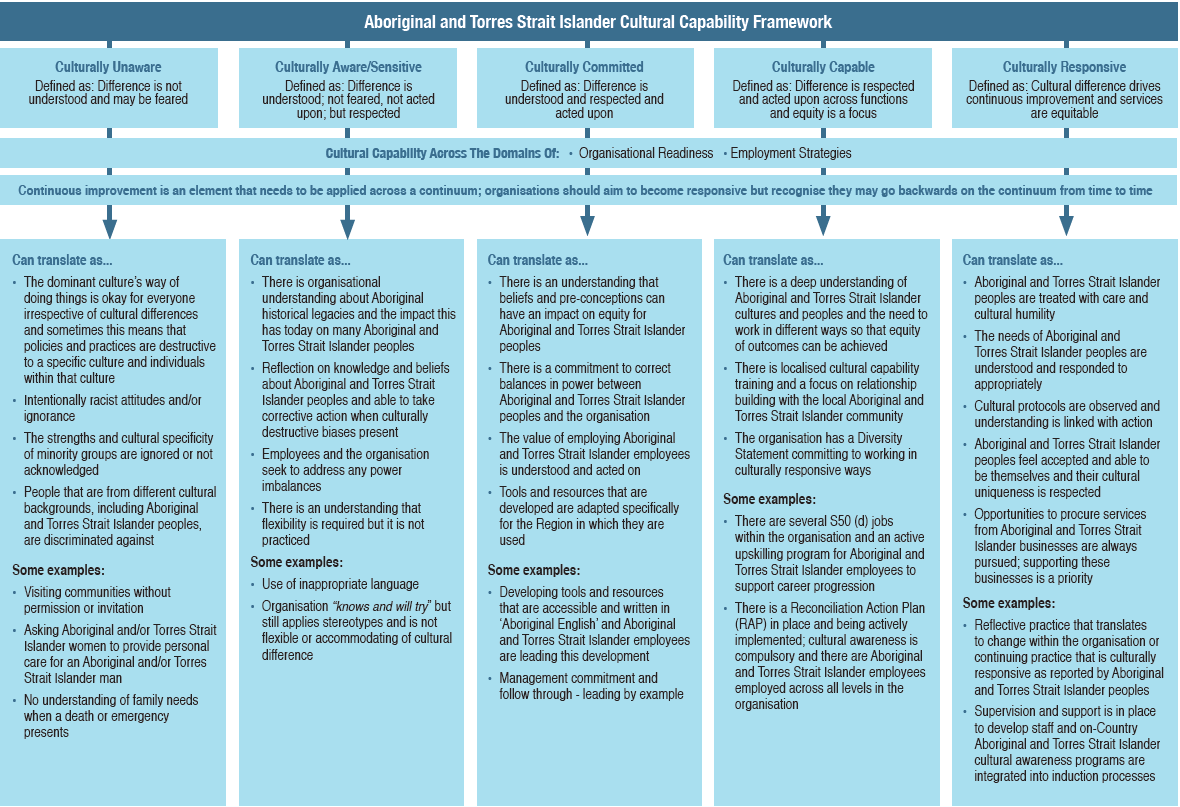 Aboriginal and Torres Strait Islander Cultural Capability Framework
Culturally Unaware
Defined as: Difference is not
understood and may be feared
Culturally Aware/Sensitive
Defined as: Difference is
understood; not feared, not acted
upon; but respected
Culturally Committed
Defined as: Difference is
understood and respected and
acted upon
Culturally Capable
Defined as: Difference is respected
and acted upon across functions
and equity is a focus
Culturally Responsive
Defined as: Cultural difference drives
continuous improvement and services
are equitable
Cultural Capability Across The Domains Of: • Organisational Readiness • Employment Strategies
Continuous improvement is an element that needs to be applied across a continuum; organisations should aim to become responsive but recognise they may go backwards on the continuum from time to time
Can translate as...
• The dominant culture's way of
doing things is okay for everyone
irrespective of cultural differences
and sometimes this means that
policies and practices are destructive
to a specific culture and individuals
within that culture
• Intentionally racist attitudes and/or
ignorance
• The strengths and cultural specificity
of minority groups are ignored or not
acknowledged
• People that are from different cultural
backgrounds, including Aboriginal
and Torres Strait Islander peoples,
are discriminated against
Some examples:
• Visiting communities without
permission or invitation
• Asking Aboriginal and/or Torres Strait
Islander women to provide personal
care for an Aboriginal and/or Torres
Strait Islander man
• No understanding of family needs
when a death or emergency
presents
Can translate as...
• There is organisational
understanding about Aboriginal
historical legacies and the impact this
has today on many Aboriginal and
Torres Strait Islander peoples
• Reflection on knowledge and beliefs
about Aboriginal and Torres Strait
Islander peoples and able to take
corrective action when culturally
destructive biases present
• Employees and the organisation
seek to address any power
imbalances
• There is an understanding that
flexibility is required but it is not
practiced
Some examples:
• Use of inappropriate language
• Organisation "knows and will try" but
still applies stereotypes and is not
flexible or accommodating of cultural
difference
Can translate as...
• There is an understanding that
beliefs and pre-conceptions can
have an impact on equity for
Aboriginal and Torres Strait Islander
peoples
• There is a commitment to correct
balances in power between
Aboriginal and Torres Strait Islander
peoples and the organisation
• The value of employing Aboriginal
and Torres Strait Islander employees
is understood and acted on
• Tools and resources that are
developed are adapted specifically
for the Region in which they are
used
Some examples:
• Developing tools and resources
that are accessible and written in
'Aboriginal English' and Aboriginal
and Torres Strait Islander employees
are leading this development
• Management commitment and
follow through - leading by example
Can translate as...
• There is a deep understanding of
Aboriginal and Torres Strait Islander
cultures and peoples and the need to
work in different ways so that equity
of outcomes can be achieved
• There is localised cultural capability
training and a focus on relationship
building with the local Aboriginal and
Torres Strait Islander community
• The organisation has a Diversity
Statement committing to working in
culturally responsive ways
Some examples:
• There are several S50 (d) jobs
within the organisation and an active
upskilling program for Aboriginal and
Torres Strait Islander employees to
support career progression
• There is a Reconciliation Action Plan
(RAP) in place and being actively
implemented; cultural awareness is
compulsory and there are Aboriginal
and Torres Strait Islander employees
employed across all levels in the
organisation
Can translate as...
• Aboriginal and Torres Strait Islander
peoples are treated with care and
cultural humility
• The needs of Aboriginal and
Torres Strait Islander peoples are
understood and responded to
appropriately
• Cultural protocols are observed and
understanding is linked with action
• Aboriginal and Torres Strait Islander
peoples feel accepted and able to
be themselves and their cultural
uniqueness is respected
• Opportunities to procure services
from Aboriginal and Torres Strait
Islander businesses are always
pursued; supporting these
businesses is a priority
Some examples:
• Reflective practice that translates
to change within the organisation or
continuing practice that is culturally
responsive as reported by Aboriginal
and Torres Strait Islander peoples
• Supervision and support is in place
to develop staff and on-Country
Aboriginal and Torres Strait Islander
cultural awareness programs are
integrated into induction processes